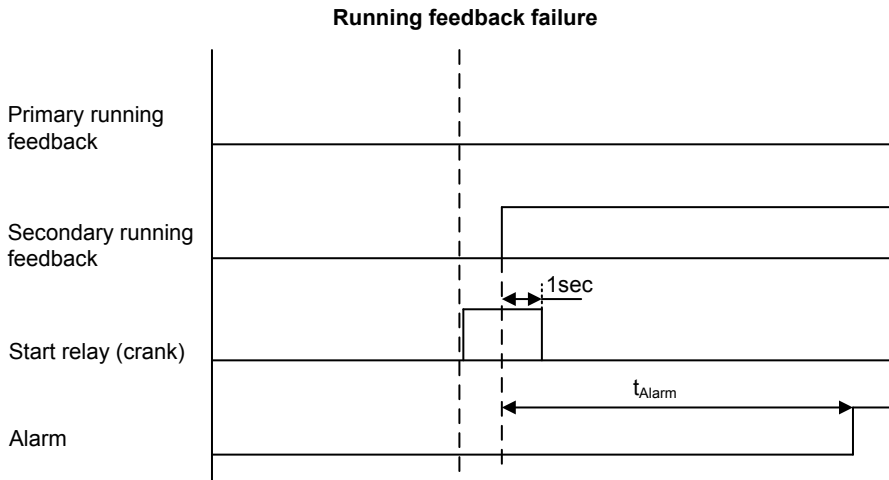 Running feedback failure
Primary running
feedback
Secondary running
feedback
1sec
Start relay (crank)
tAlarm
Alarm